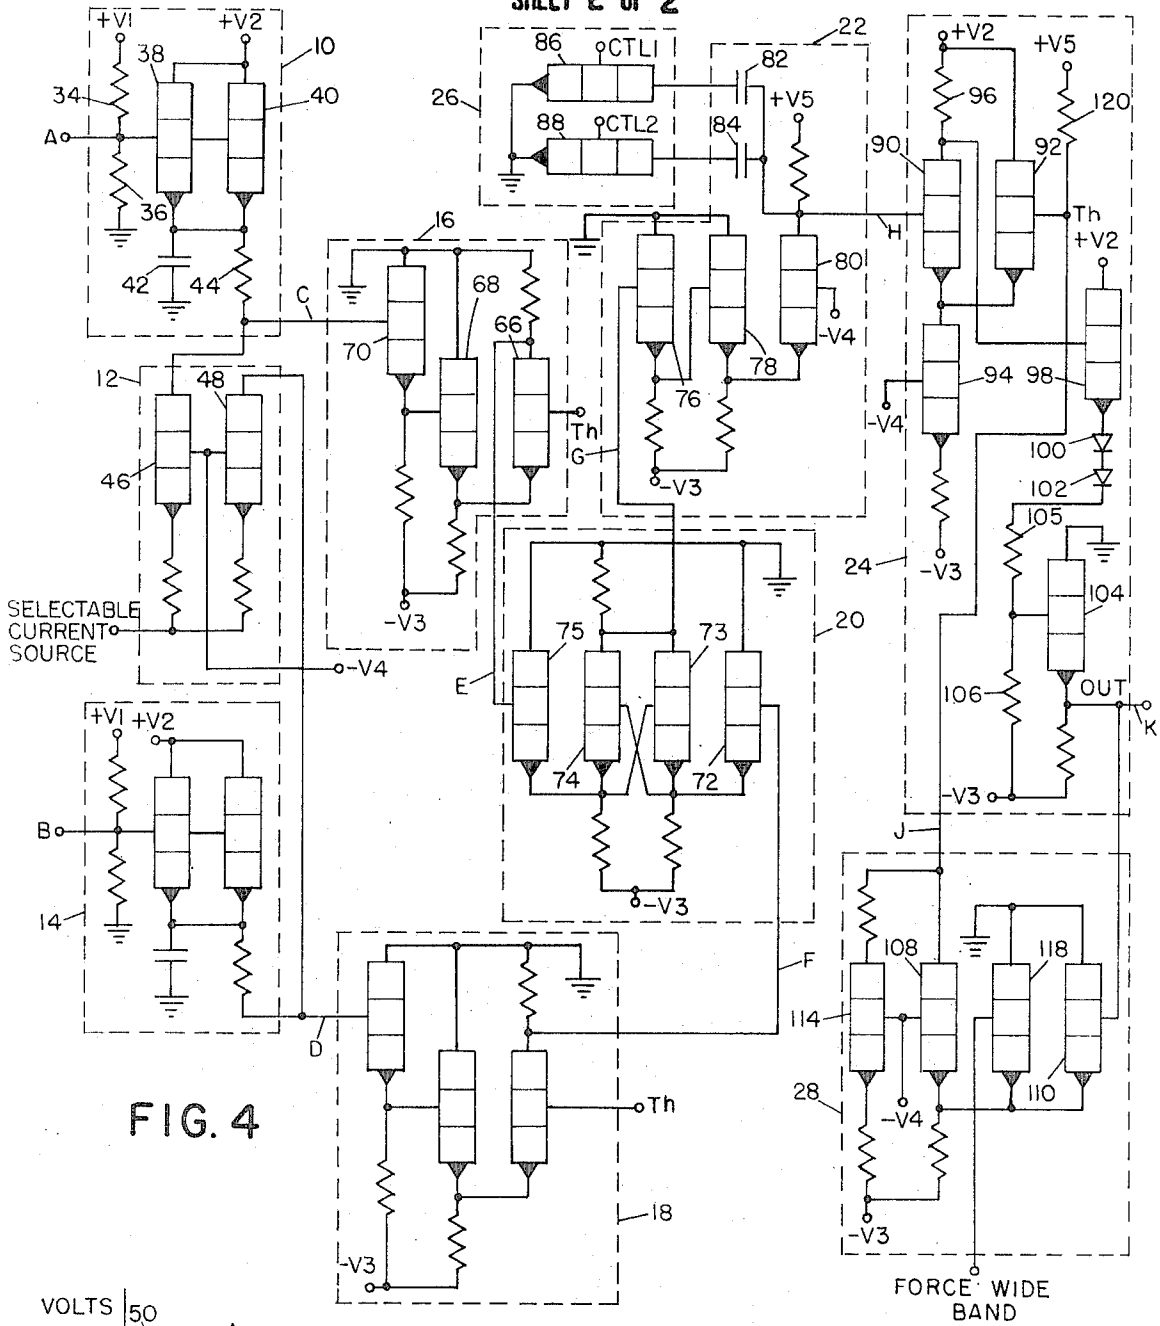 SHEET 2 OF 2
+V1
+V2
38
10
34
40
A
36
42
44
C
12
48
46
SELECTABLE
CURRENT
SOURCE
-V4
+V1
+V2
B
14
D
16
68
70
66
Th
-V3
E
26
86
CTL1
88
CTL2
22
82
84
+V5
80
-V4
76
78
G
-V3
H
20
75
73
74
72
-V3
F
18
Th
-V3
+V2
+V5
96
120
90
92
Th
+V2
94
98
-V4
-V3
100
102
24
105
104
106
OUT
K
-V3
J
108
118
114
110
28
-V4
-V3
FORCE WIDE
BAND
FIG. 4
VOLTS
50